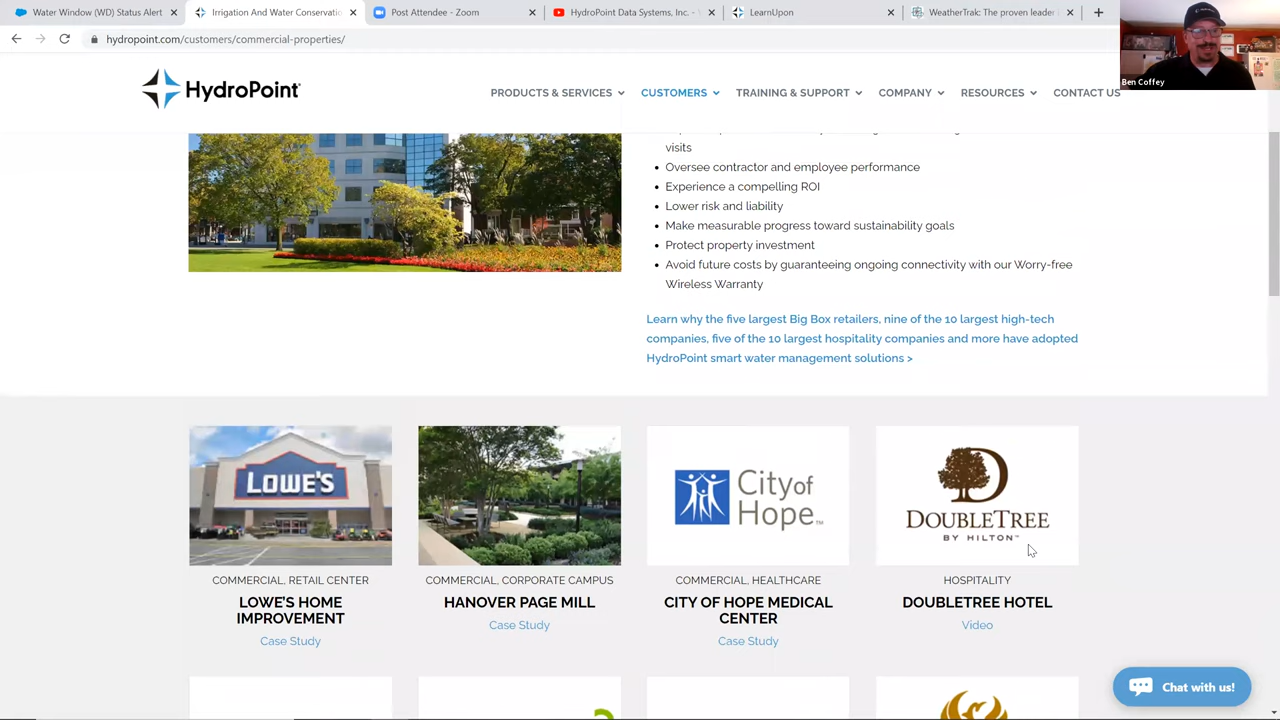 Water Window (WD) Status Alert
Irrigation And Water Conservatio
Post Attendee - Zoom
HydroPoint Data Systems, Inc. -
LearnUpon
WeatherTrak: The proven leader
hydropoint.com/customers/commercial-properties/
Ben Coffey
HydroPoint
PRODUCTS & SERVICES
CUSTOMERS
TRAINING & SUPPORT
COMPANY
RESOURCES
CONTACT US
visits
• Oversee contractor and employee performance
• Experience a compelling ROI
• Lower risk and liability
• Make measurable progress toward sustainability goals
• Protect property investment
• Avoid future costs by guaranteeing ongoing connectivity with our Worry-free
Wireless Warranty
Learn why the five largest Big Box retailers, nine of the 10 largest high-tech
companies, five of the 10 largest hospitality companies and more have adopted
HydroPoint smart water management solutions >
LOWE'S
City of
Hope™
D
DOUBLETREE
BY HILTON™
COMMERCIAL, RETAIL CENTER
LOWE'S HOME
IMPROVEMENT
Case Study
COMMERCIAL, CORPORATE CAMPUS
HANOVER PAGE MILL
Case Study
COMMERCIAL, HEALTHCARE
CITY OF HOPE MEDICAL
CENTER
Case Study
HOSPITALITY
DOUBLETREE HOTEL
Video
Chat with us!